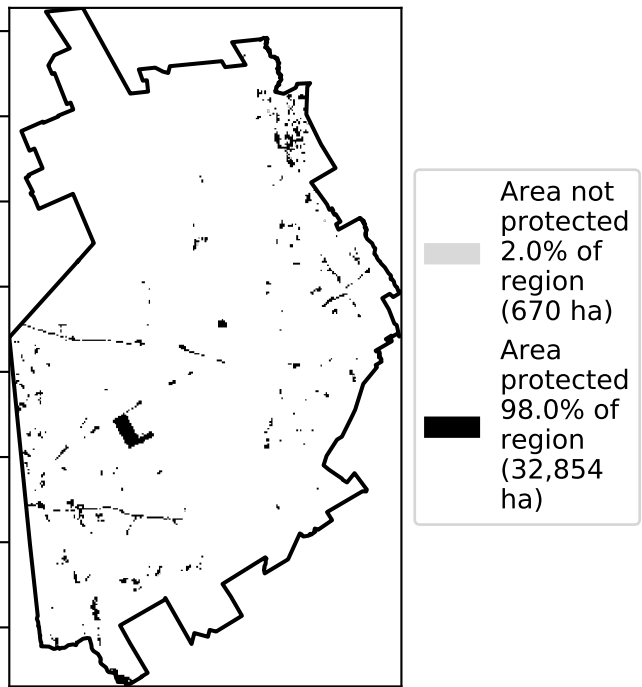 Area not
protected
2.0% of
region
(670 ha)
Area
protected
98.0% of
region
(32,854
ha)